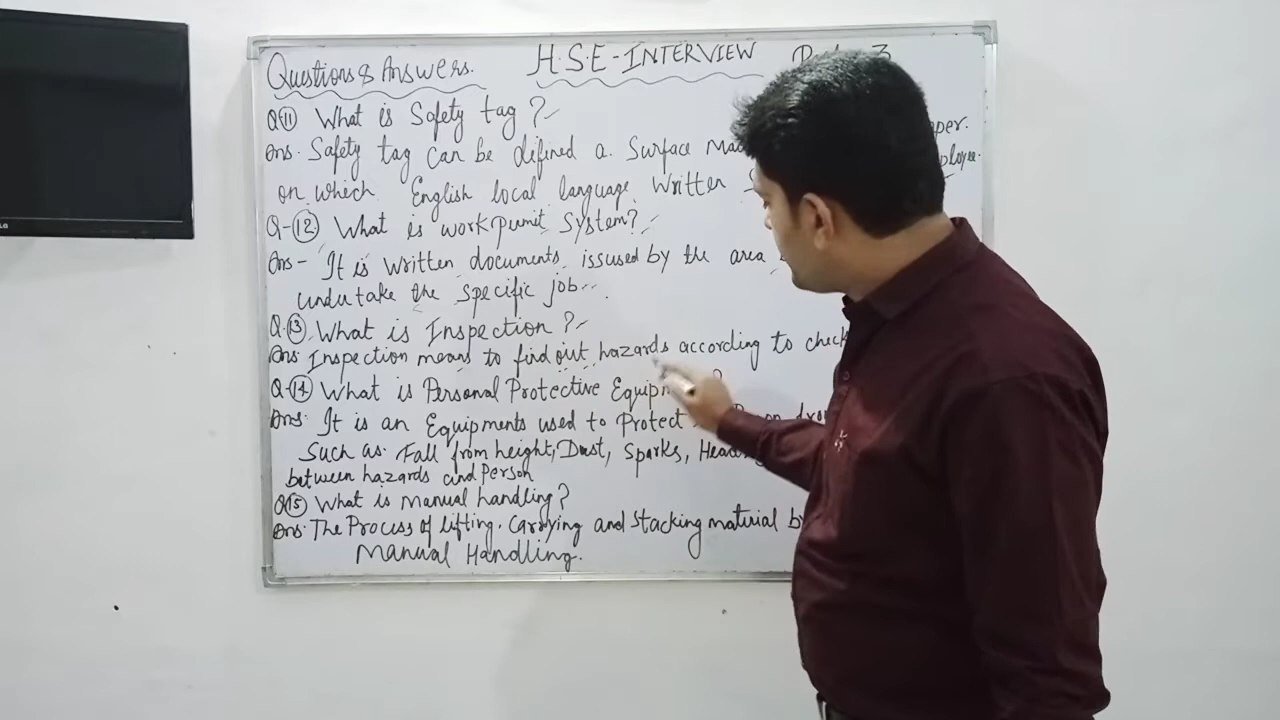 Questions & Answers. H.S.E - INTERVIEW
Q(11) What is Safety tag ?
Ans. Safety tag can be defined a. Surface per.
on which English local language Written
Q-(12) What is work permit System?
Ans - It is written documents issused by the area
undertake the specific job
Q.(13) What is Inspection ?
Ans Inspection means to find out hazards according to check
Q-(14) What is Personal Protective Equipm ?
Ans. It is an Equipments used to Protect
Such as. Fall from height, Dust, Sparks,
between hazards and person
Q(15) What is Manual handling?
Ans. The Process of lifting. Carrying and stacking material by
Manual Handling.